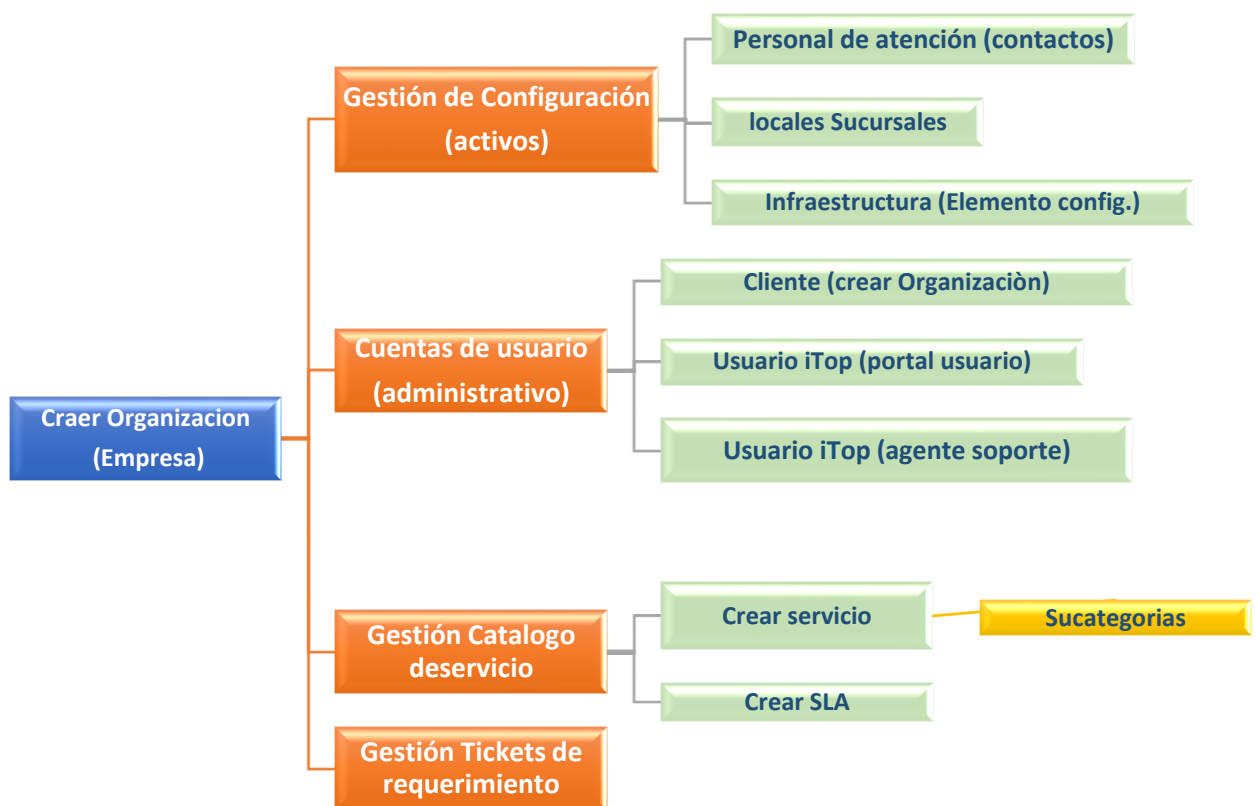 Craer Organizacion
(Empresa)
Gestión de Configuración
(activos)
Personal de atención (contactos)
locales Sucursales
Infraestructura (Elemento config.)
Cuentas de usuario
(administrativo)
Cliente (crear Organizaciòn)
Usuario iTop (portal usuario)
Usuario iTop (agente soporte)
Gestión Catalogo
deservicio
Crear servicio
Sucategorias
Crear SLA
Gestión Tickets de
requerimiento